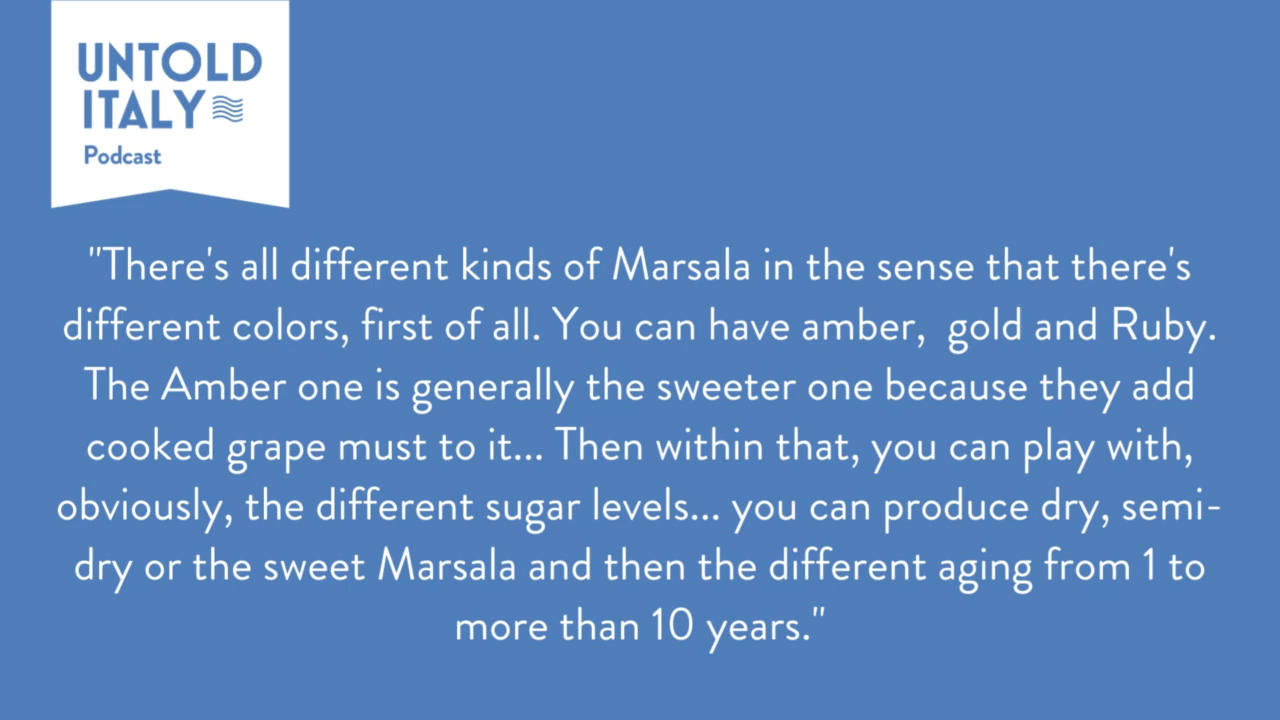 UNTOLD
ITALY
Podcast
"There's all different kinds of Marsala in the sense that there's
different colors, first of all. You can have amber,  gold and Ruby.
The Amber one is generally the sweeter one because they add
cooked grape must to it... Then within that, you can play with,
obviously, the different sugar levels... you can produce dry, semi-
dry or the sweet Marsala and then the different aging from 1 to
more than 10 years."